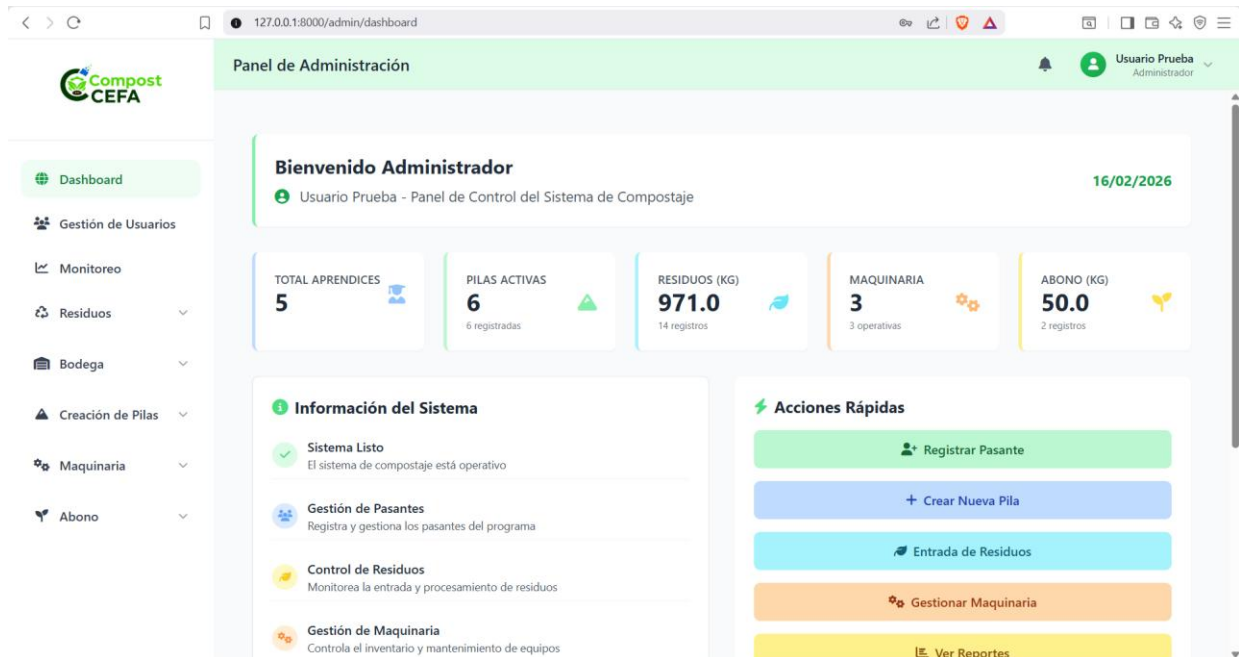 127.0.0.1:8000/admin/dashboard
Compost
CEFA
Panel de Administración
Usuario Prueba
Administrador
Dashboard
Gestión de Usuarios
Monitoreo
Residuos
Bodega
Creación de Pilas
Maquinaria
Abono
Bienvenido Administrador
Usuario Prueba - Panel de Control del Sistema de Compostaje
16/02/2026
TOTAL APRENDICES
5
PILAS ACTIVAS
6
6 registradas
RESIDUOS (KG)
971.0
14 registros
MAQUINARIA
3
3 operativas
ABONO (KG)
50.0
2 registros
Información del Sistema
Sistema Listo
El sistema de compostaje está operativo
Gestión de Pasantes
Registra y gestiona los pasantes del programa
Control de Residuos
Monitorea la entrada y procesamiento de residuos
Gestión de Maquinaria
Controla el inventario y mantenimiento de equipos
Acciones Rápidas
Registrar Pasante
Crear Nueva Pila
Entrada de Residuos
Gestionar Maquinaria
Ver Reportes